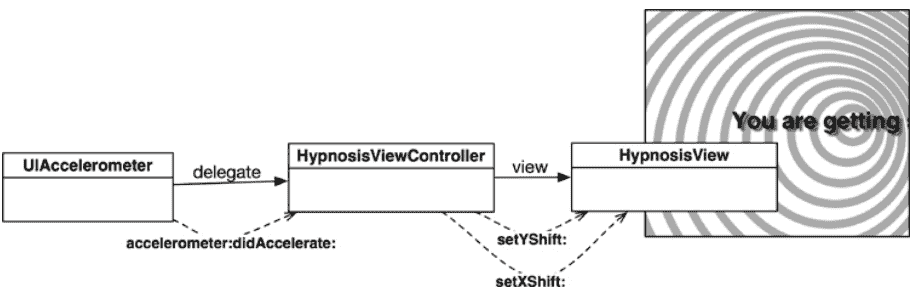 You are getting
UIAccelerometer
delegate
HypnosisViewController
view
HypnosisView
accelerometer:didAccelerate:
setYShift:
setXShift: